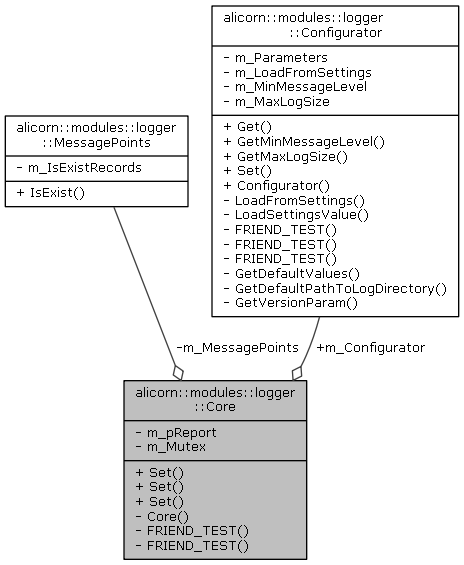 alicorn::modules::logger
::Configurator
- m_Parameters
- m_LoadFromSettings
- m_MinMessageLevel
- m_MaxLogSize
+ Get()
+ GetMinMessageLevel()
+ GetMaxLogSize()
+ Set()
+ Configurator()
- LoadFromSettings()
- LoadSettingsValue()
- FRIEND_TEST()
- FRIEND_TEST()
- FRIEND_TEST()
- GetDefaultValues()
- GetDefaultPathToLogDirectory()
- GetVersionParam()
alicorn::modules::logger
::MessagePoints
- m_IsExistRecords
+ IsExist()
-m_MessagePoints
+m_Configurator
alicorn::modules::logger
::Core
- m_pReport
- m_Mutex
+ Set()
+ Set()
+ Set()
- Core()
- FRIEND_TEST()
- FRIEND_TEST()